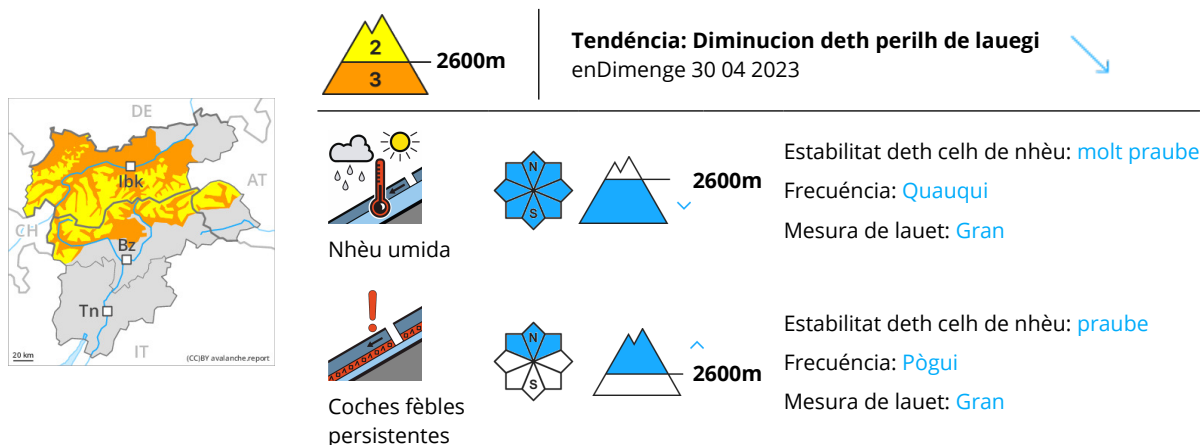 2
3
2600m
Tendéncia: Diminucion deth perilh de lauegi
enDimenge 30 04 2023
DE
Ibk
AT
CH
Bz
Tn
IT
20 km
(CC)BY avalanche.report
Nhèu umida
N
S
2600m
Estabilitat deth celh de nhèu: molt praube
Frecuéncia: Quauqui
Mesura de lauet: Gran
Coches fèbles
persistentes
N
S
2600m
Estabilitat deth celh de nhèu: praube
Frecuéncia: Pògui
Mesura de lauet: Gran